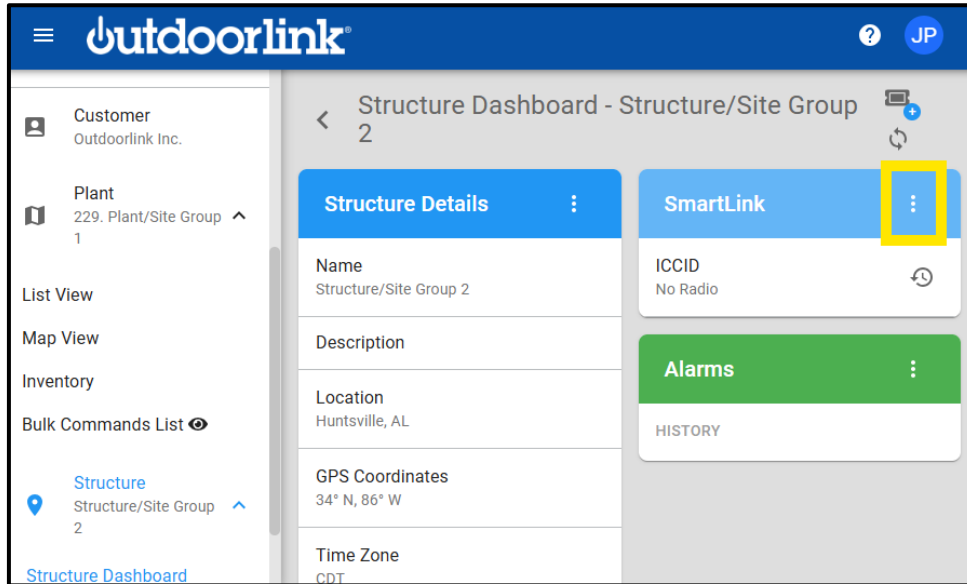 outdoorlink®
JP
Customer
Outdoorlink Inc.
Plant
229. Plant/Site Group
1
List View
Map View
Inventory
Bulk Commands List
Structure
Structure/Site Group
2
Structure Dashboard
Structure Dashboard - Structure/Site Group
2
Structure Details
Name
Structure/Site Group 2
Description
Location
Huntsville, AL
GPS Coordinates
34° N, 86° W
Time Zone
CDT
SmartLink
ICCID
No Radio
Alarms
HISTORY